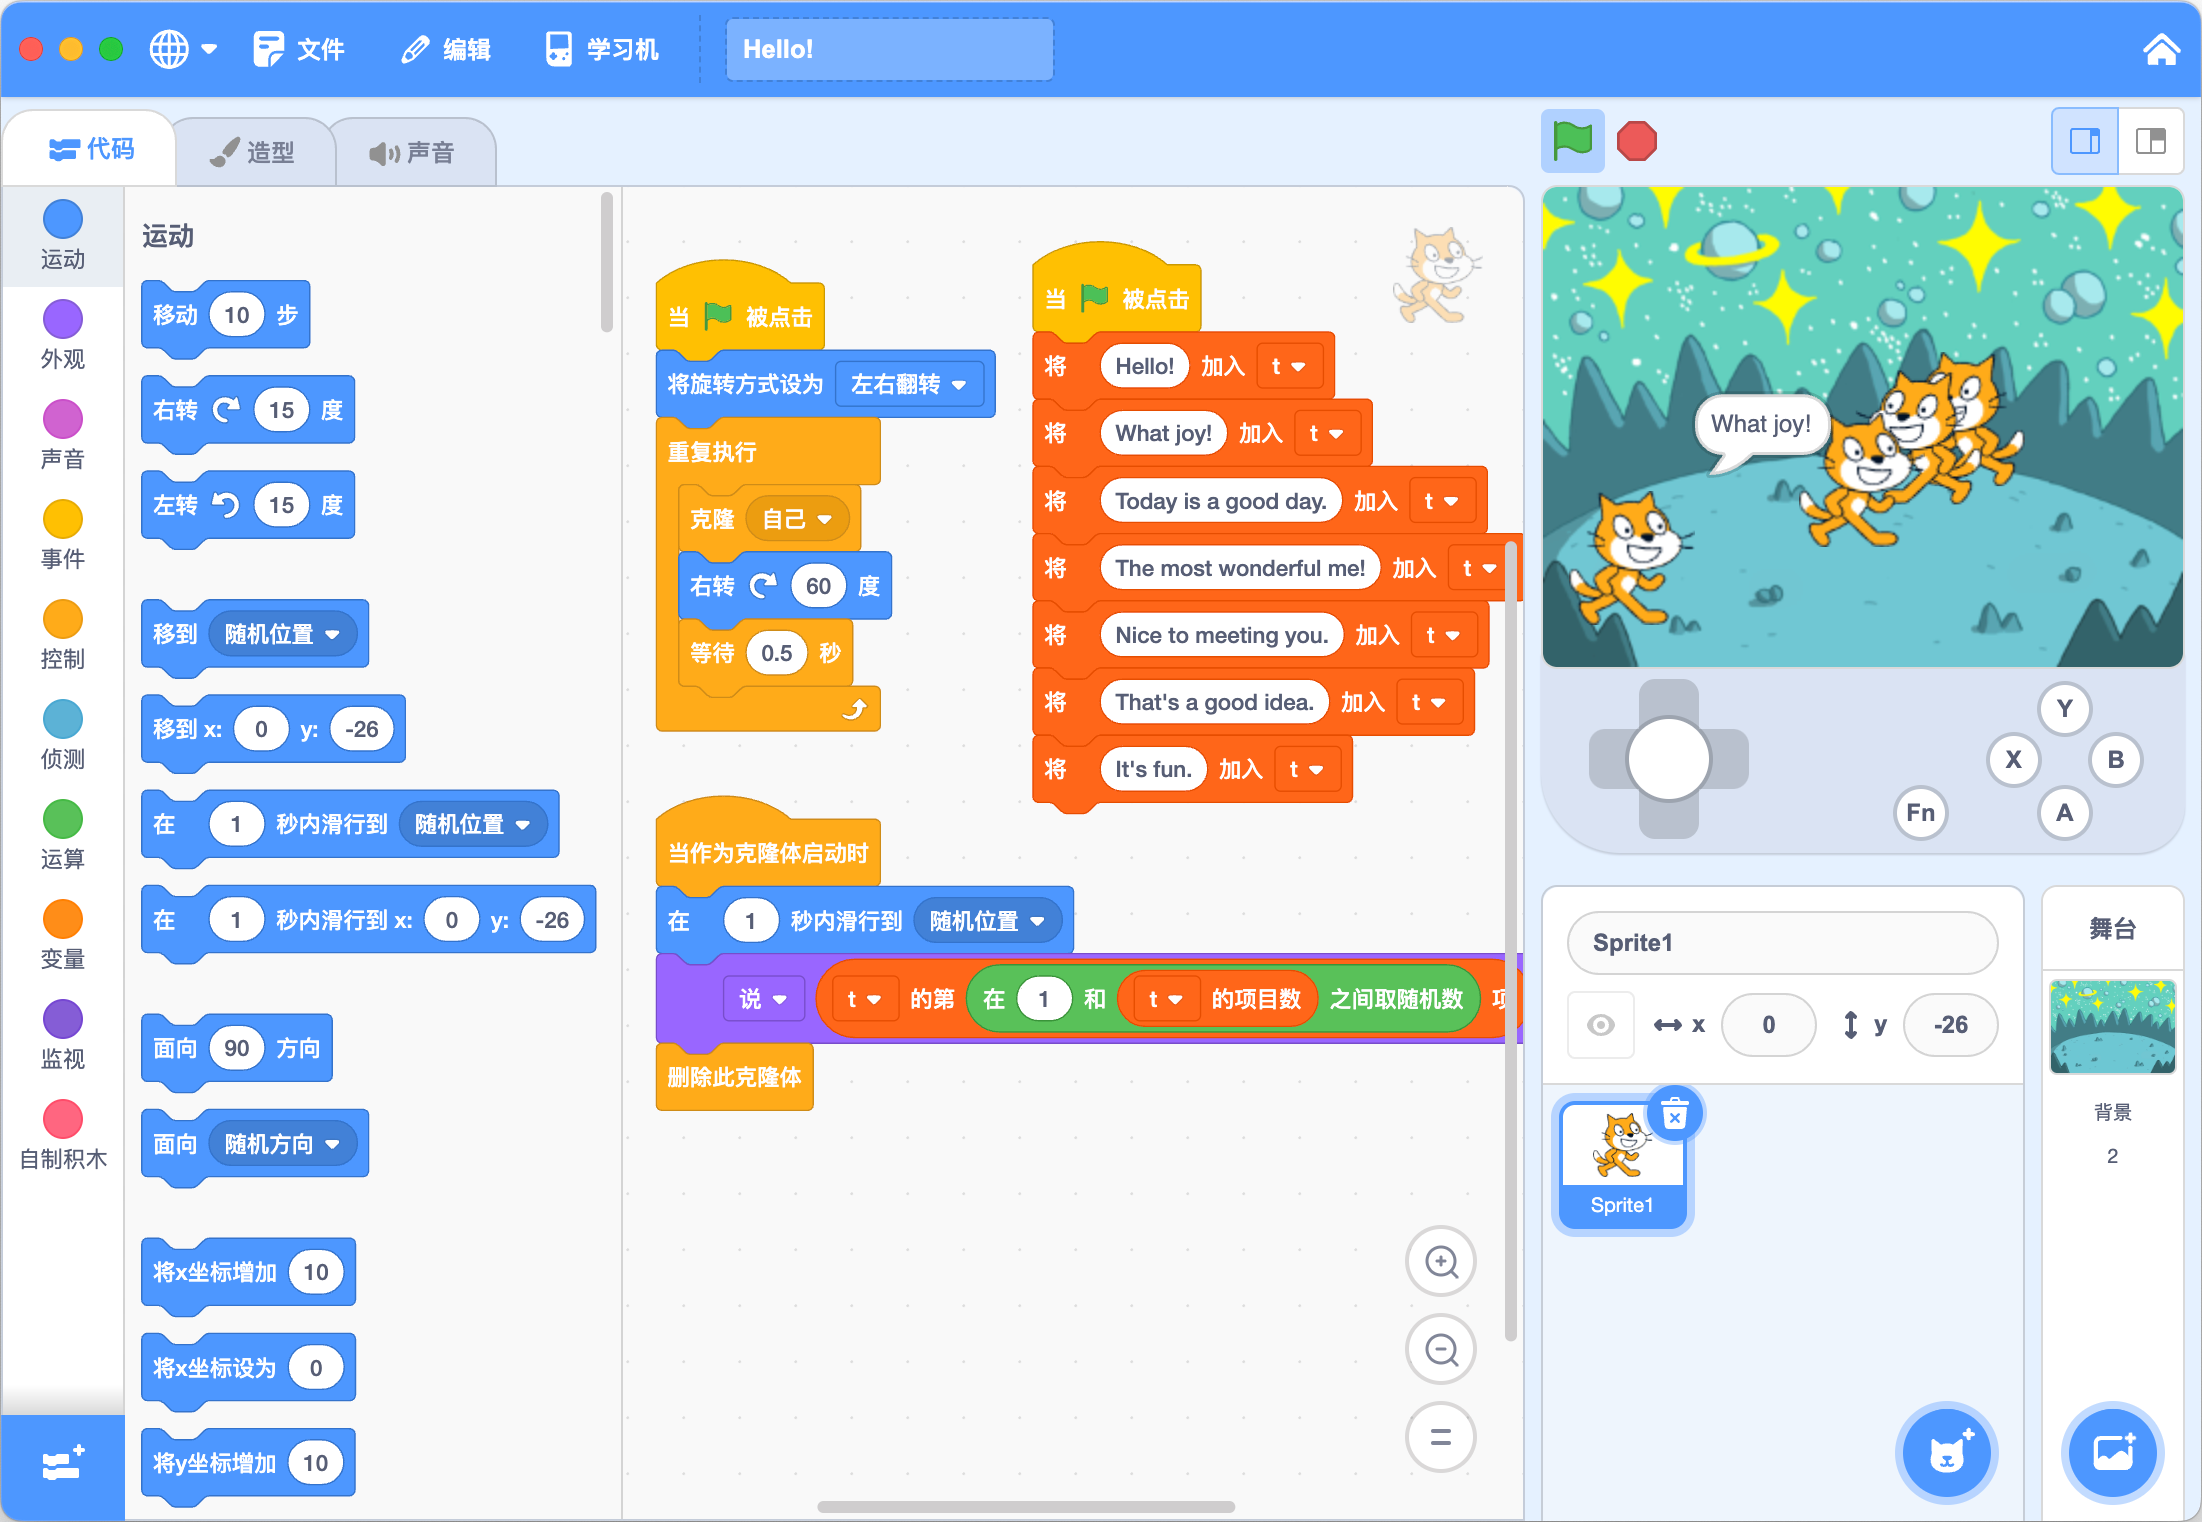 文件 编辑 学习机 Hello!
代码 造型 声音
运动
外观
声音
事件
控制
侦测
运算
变量
监视
自制积木
运动
移动 10 步
右转 15 度
左转 15 度
移到 随机位置
移到 x: 0 y: -26
在 1 秒内滑行到 随机位置
在 1 秒内滑行到 x: 0 y: -26
面向 90 方向
面向 随机方向
将x坐标增加 10
将x坐标设为 0
将y坐标增加 10
当 被点击
将旋转方式设为 左右翻转
重复执行
克隆 自己
右转 60 度
等待 0.5 秒
当作为克隆体启动时
在 1 秒内滑行到 随机位置
说 t 的第 在 1 和 t 的项目数 之间取随机数 项
删除此克隆体
当 被点击
将 Hello! 加入 t
将 What joy! 加入 t
将 Today is a good day. 加入 t
将 The most wonderful me! 加入 t
将 Nice to meeting you. 加入 t
将 That's a good idea. 加入 t
将 It's fun. 加入 t
What joy!
Y
X B
Fn A
Sprite1
x 0 y -26
Sprite1
舞台
背景
2